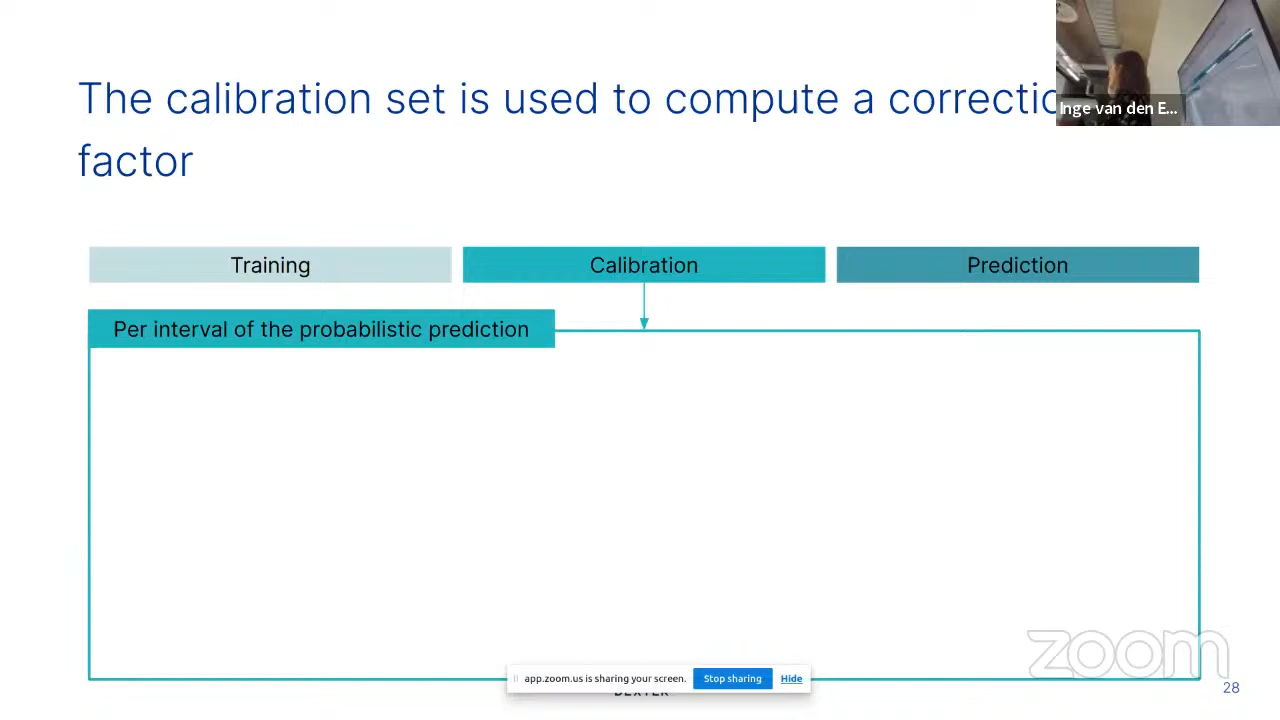 The calibration set is used to compute a
factor
Inge van den E...
Training
Calibration
Prediction
Per interval of the probabilistic prediction
zoom
app.zoom.us is sharing your screen.
Stop sharing
Hide
28